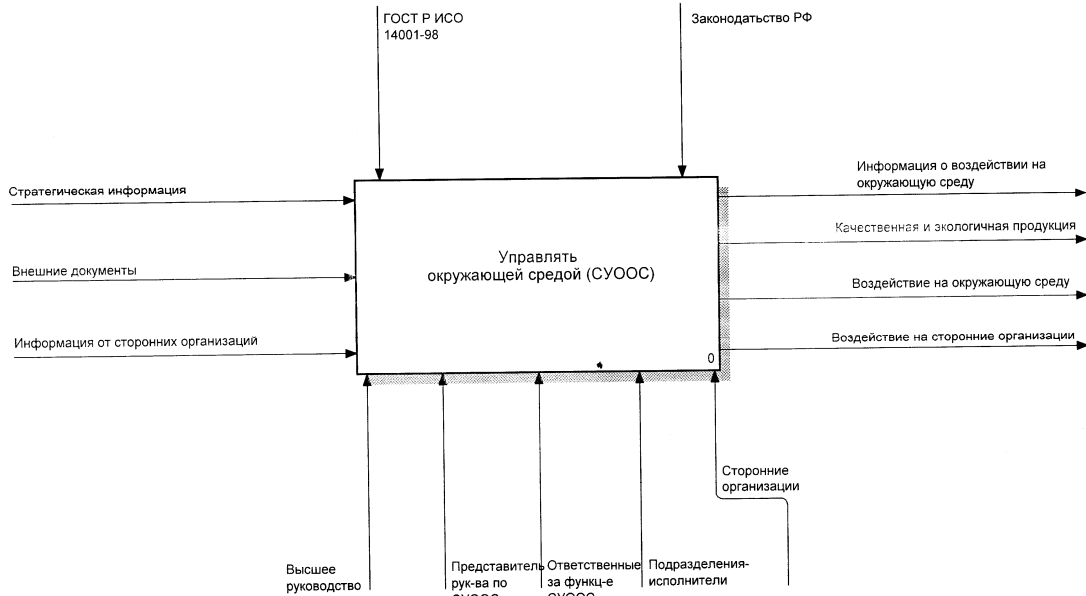 ГОСТ Р ИСО
14001-98
Законодательство РФ
Стратегическая информация
Внешние документы
Информация от сторонних организаций
Управлять
окружающей средой (СУООС)
0
Информация о воздействии на
окружающую среду
Качественная и экологичная продукция
Воздействие на окружающую среду
Воздействие на сторонние организации
Сторонние
организации
Высшее
руководство
Представитель
рук-ва по
СУООС
Ответственные
за функц-е
СУООС
Подразделения-
исполнители